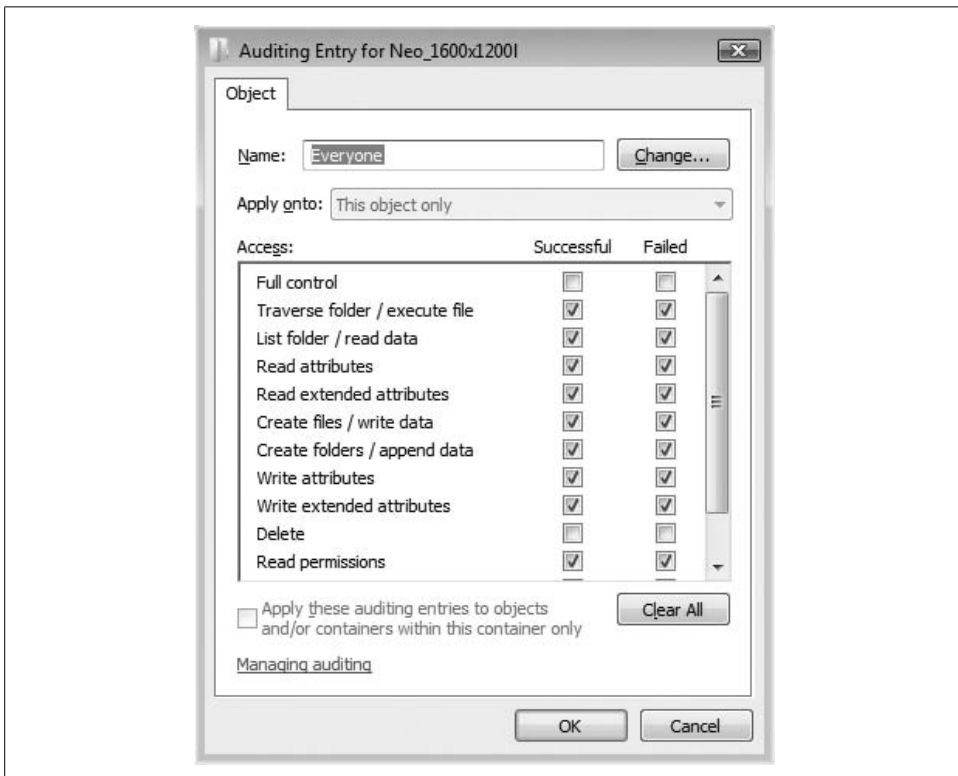 Auditing Entry for Neo_1600x1200l
Object
Name: Everyone Change...
Apply onto: This object only
Access: Successful Failed
Full control
Traverse folder / execute file
List folder / read data
Read attributes
Read extended attributes
Create files / write data
Create folders / append data
Write attributes
Write extended attributes
Delete
Read permissions
Apply these auditing entries to objects
and/or containers within this container only
Clear All
Managing auditing
OK Cancel